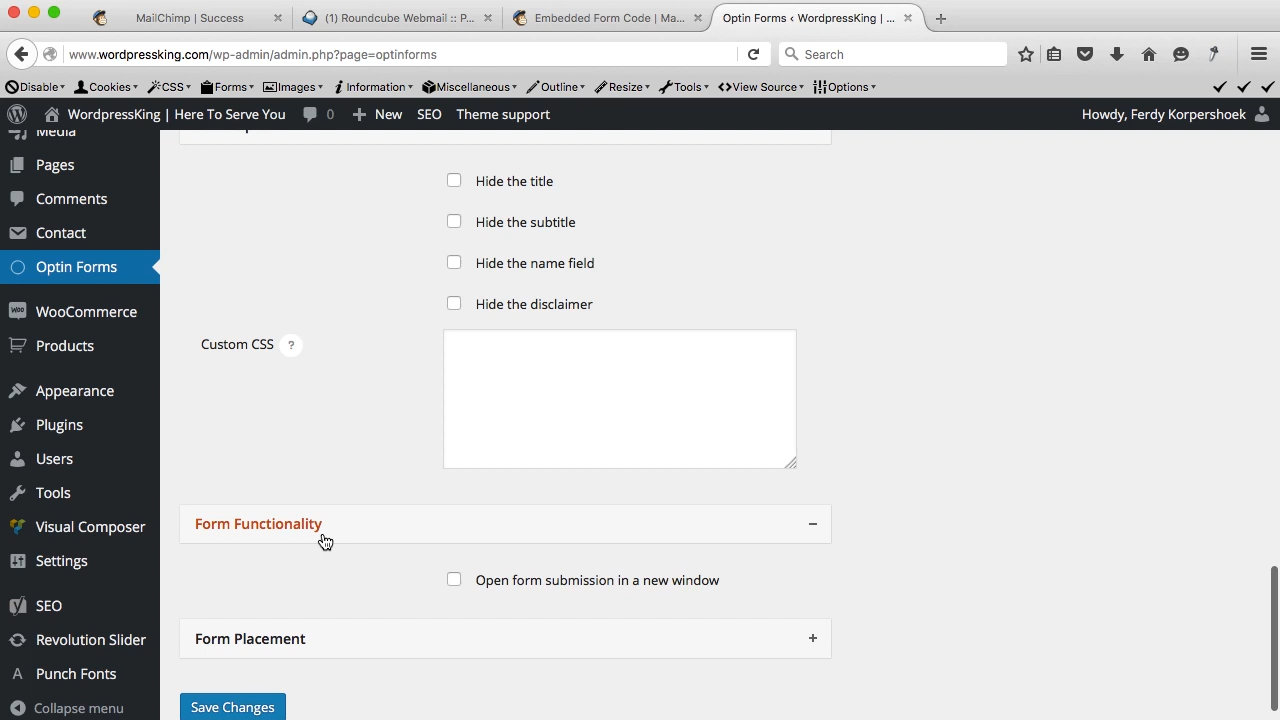 MailChimp | Success
(1) Roundcube Webmail :: P...
Embedded Form Code | Ma...
Optin Forms ‹ WordpressKing | ...
www.wordpressking.com/wp-admin/admin.php?page=optinforms
Search
Disable
Cookies
CSS
Forms
Images
Information
Miscellaneous
Outline
Resize
Tools
View Source
Options
WordpressKing | Here To Serve You
0
New
SEO
Theme support
Howdy, Ferdy Korpershoek
Media
Pages
Comments
Contact
Optin Forms
WooCommerce
Products
Appearance
Plugins
Users
Tools
Visual Composer
Settings
SEO
Revolution Slider
Punch Fonts
Collapse menu
Hide the title
Hide the subtitle
Hide the name field
Hide the disclaimer
Custom CSS ?
Form Functionality
Open form submission in a new window
Form Placement
Save Changes